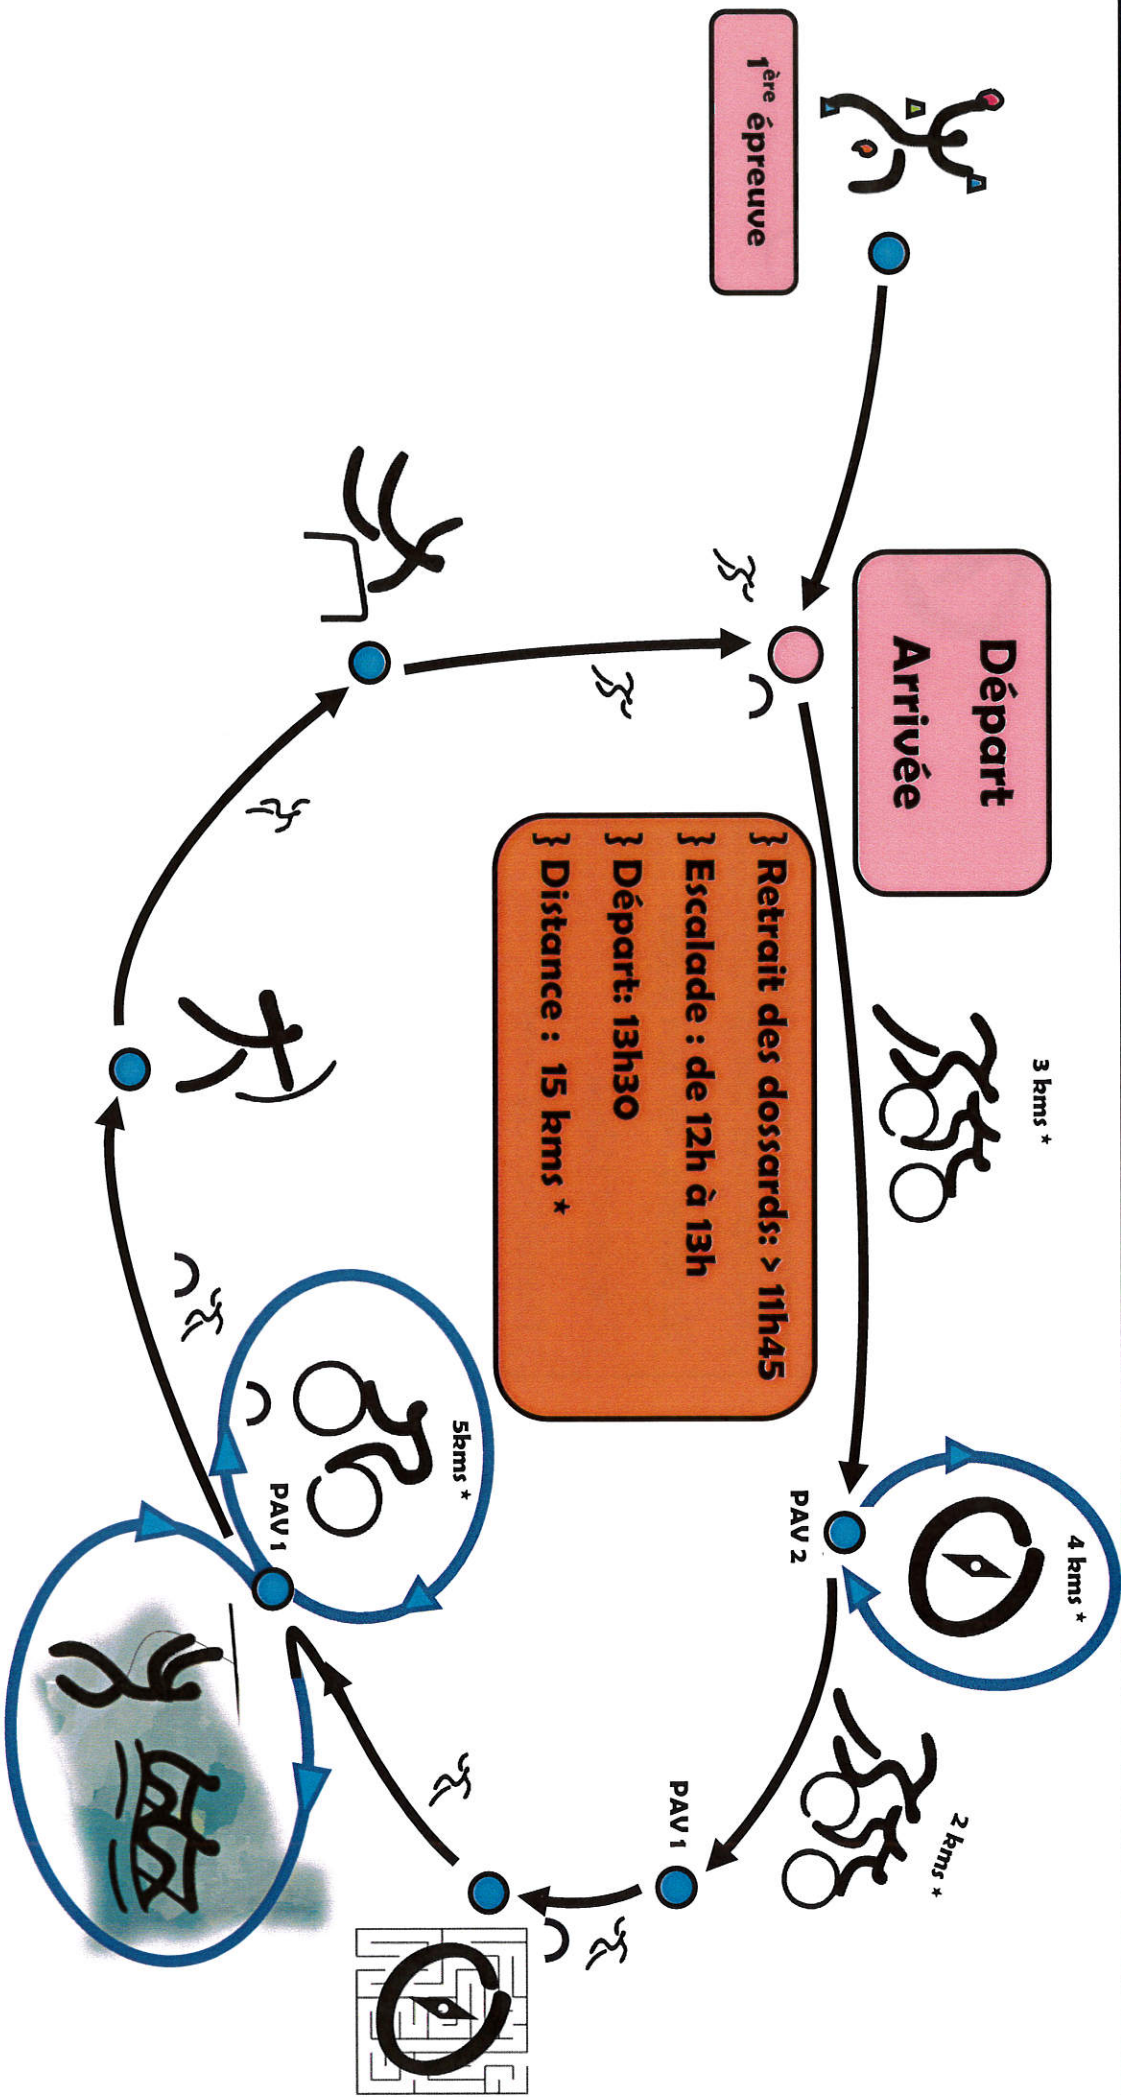 1ère épreuve
Départ
Arrivée
} Retrait des dossards: > 11h45
} Escalade : de 12h à 13h
} Départ: 13h30
} Distance : 15 kms *
3 kms *
4 kms *
PAV 2
2 kms *
PAV 1
5kms *
PAV 1